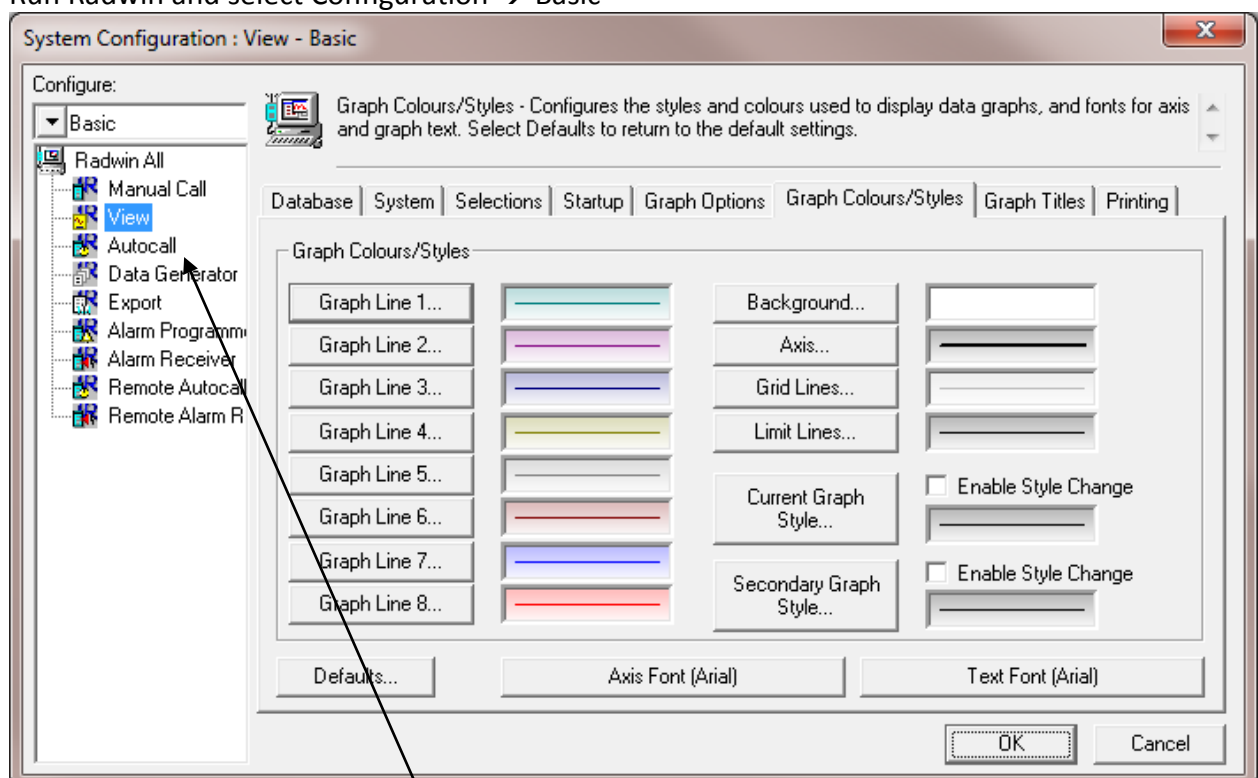 Run Radwin and select Configuration → Basic
System Configuration : View - Basic
Configure:
Basic
Radwin All
Manual Call
View
Autocall
Data Generator
Export
Alarm Programm
Alarm Receiver
Remote Autocall
Remote Alarm R
Graph Colours/Styles - Configures the styles and colours used to display data graphs, and fonts for axis
and graph text. Select Defaults to return to the default settings.
Database System Selections Startup Graph Options Graph Colours/Styles Graph Titles Printing
Graph Colours/Styles
Graph Line 1...
Graph Line 2...
Graph Line 3...
Graph Line 4...
Graph Line 5...
Graph Line 6...
Graph Line 7...
Graph Line 8...
Background...
Axis...
Grid Lines...
Limit Lines...
Current Graph
Style...
Enable Style Change
Secondary Graph
Style...
Enable Style Change
Defaults...
Axis Font (Arial)
Text Font (Arial)
OK
Cancel